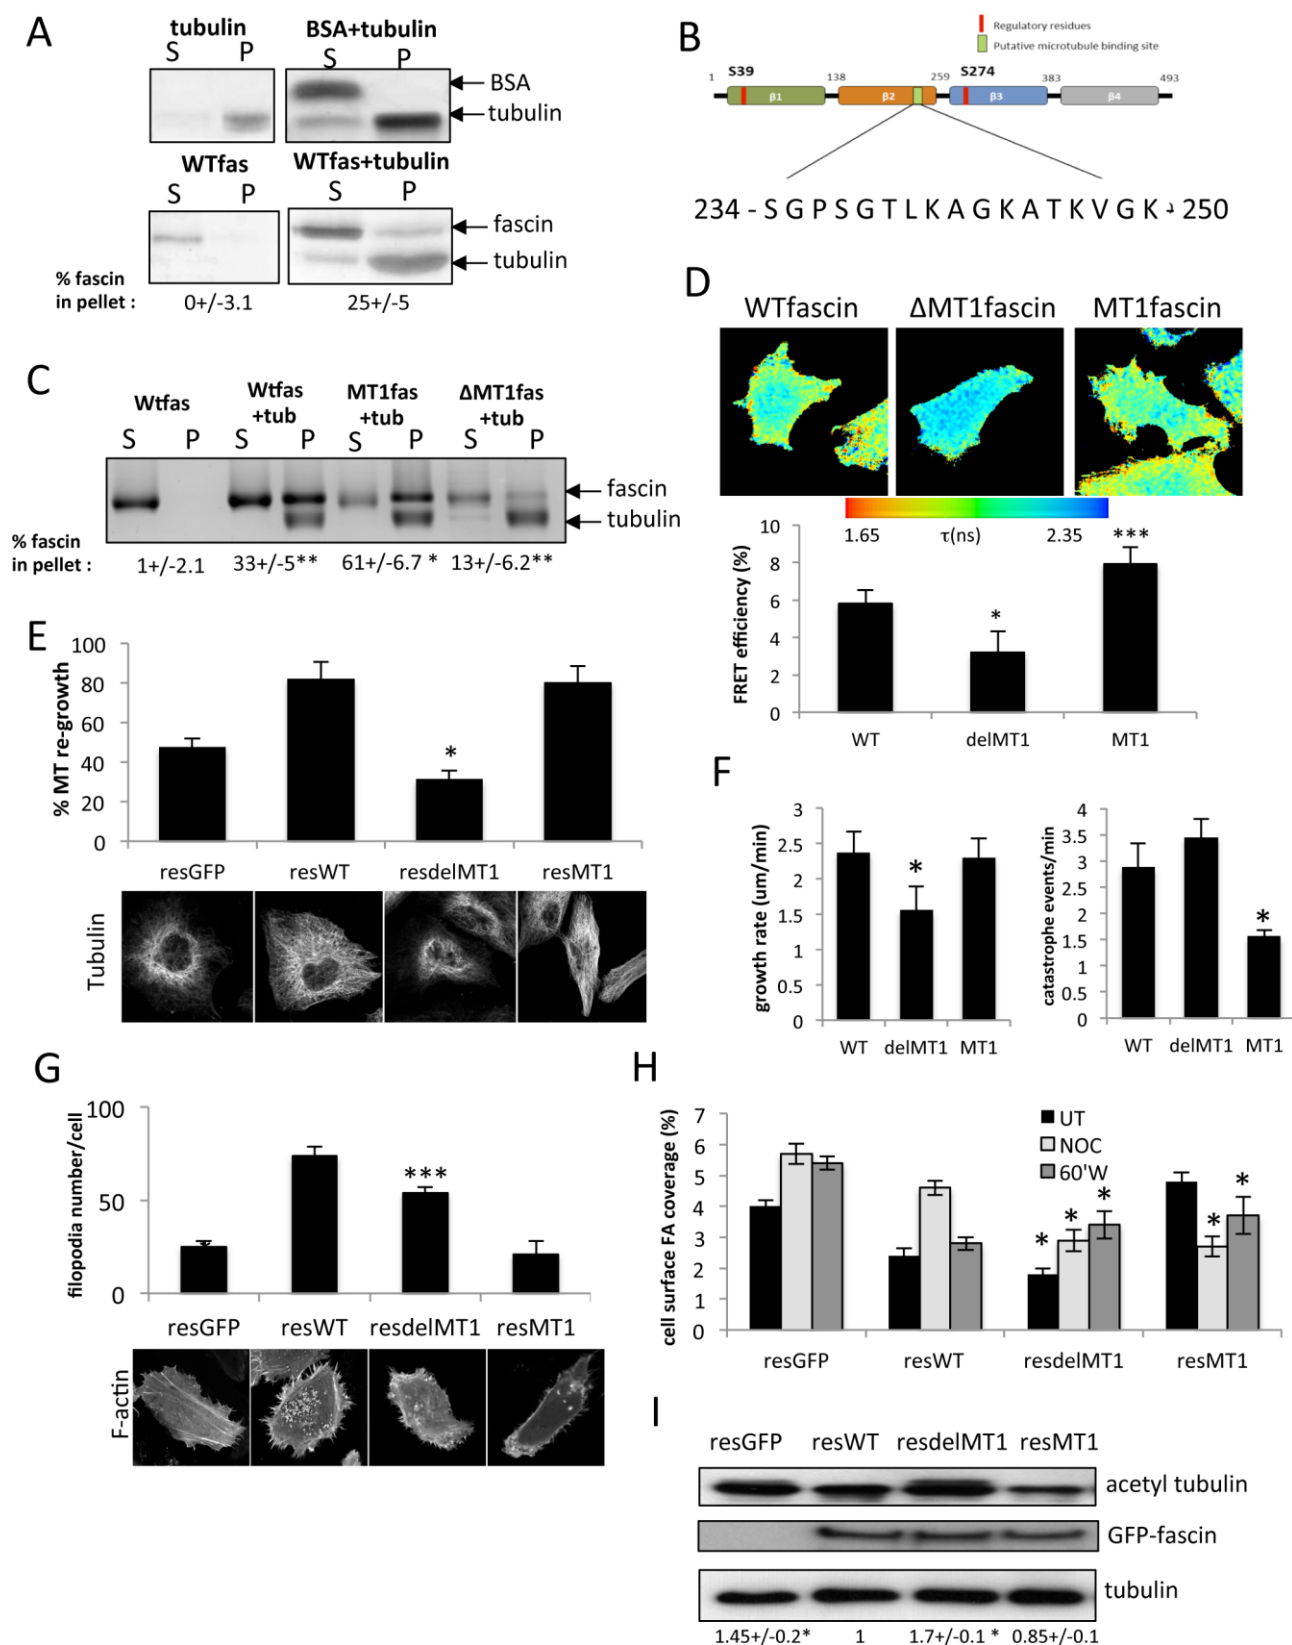 A
tubulin
S P
BSA+tubulin
S P
BSA
tubulin
WTfas
S P
WTfas+tubulin
S P
fascin
tubulin
% fascin
in pellet :
0+/-3.1
25+/-5
B
Regulatory residues
Putative microtubule binding site
1 S39 138 259 S274 383 493
β1 β2 β3 β4
234 - S G P S G T L K A G K A T K V G K - 250
C
Wtfas
Wtfas
+tub
MT1fas
+tub
ΔMT1fas
+tub
S P S P S P S P
fascin
tubulin
% fascin
in pellet :
1+/-2.1 33+/-5** 61+/-6.7 * 13+/-6.2**
D
WTfascin ΔMT1fascin MT1fascin
1.65 τ(ns) 2.35
FRET efficiency (%)
10
8
6
4
2
0
*
***
WT delMT1 MT1
E
% MT re-growth
100
80
60
40
20
0
*
resGFP resWT resdelMT1 resMT1
Tubulin
F
growth rate (um/min)
3
2.5
2
1.5
1
0.5
0
*
WT delMT1 MT1
catastrophe events/min
4
3.5
3
2.5
2
1.5
1
0.5
0
*
WT delMT1 MT1
G
filopodia number/cell
100
50
0
***
resGFP resWT resdelMT1 resMT1
F-actin
H
cell surface FA coverage (%)
7
6
5
4
3
2
1
0
UT
NOC
60'W
* * * * *
resGFP resWT resdelMT1 resMT1
I
resGFP resWT resdelMT1 resMT1
acetyl tubulin
GFP-fascin
tubulin
1.45+/-0.2* 1 1.7+/-0.1 * 0.85+/-0.1